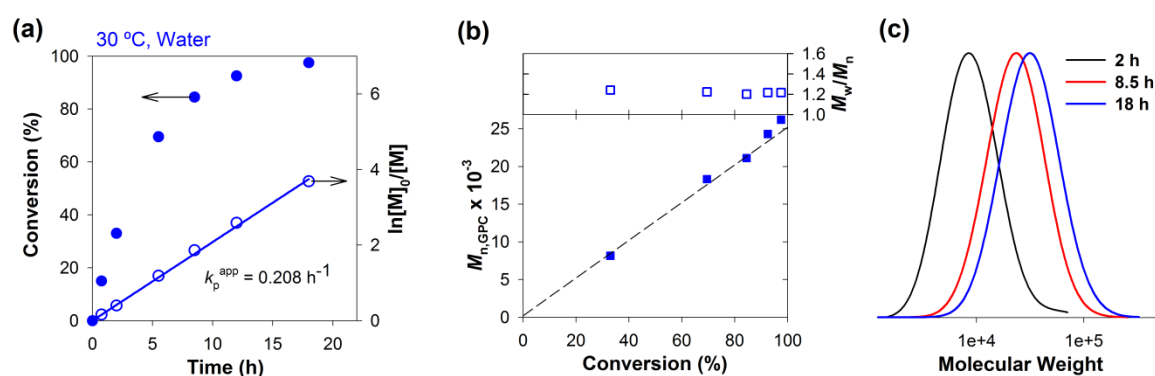 (a)
30 ºC, Water
100
80
60
40
20
0
Conversion (%)
6
4
2
0
ln[M]0/[M]
kp^app = 0.208 h-1
0 5 10 15 20
Time (h)
(b)
1.6
1.4
1.2
1.0
Mw/Mn
25
20
15
10
5
0
Mn,GPC x 10-3
0 20 40 60 80 100
Conversion (%)
(c)
2 h
8.5 h
18 h
1e+4 1e+5
Molecular Weight